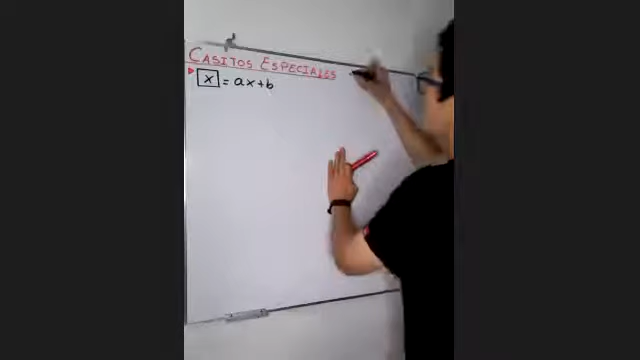 CASITOS ESPECIALES
x = ax+b